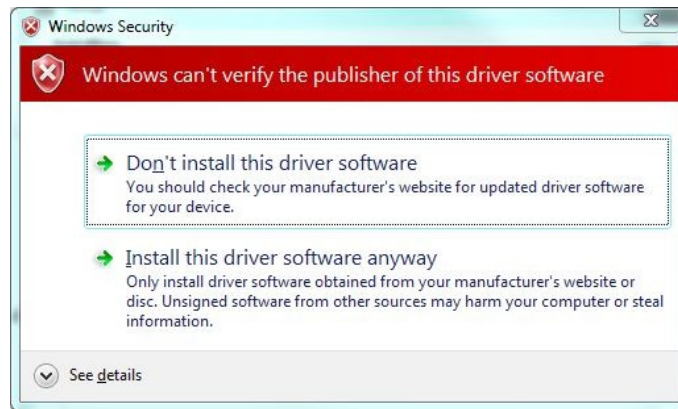 Windows Security
Windows can't verify the publisher of this driver software
Don't install this driver software
You should check your manufacturer's website for updated driver software
for your device.
Install this driver software anyway
Only install driver software obtained from your manufacturer's website or
disc. Unsigned software from other sources may harm your computer or steal
information.
See details